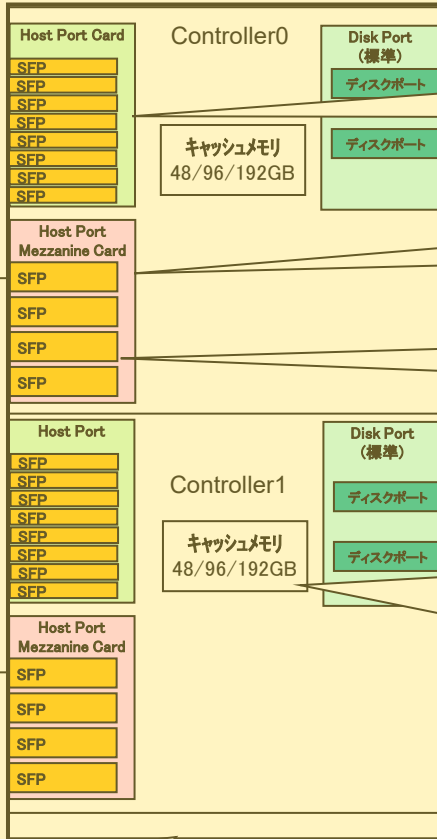 Host Port Card
SFP
SFP
SFP
SFP
SFP
SFP
SFP
SFP
Controller0
キャッシュメモリ
48/96/192GB
Disk Port
(標準)
ディスクポート
ディスクポート
Host Port
Mezzanine Card
SFP
SFP
SFP
SFP
Host Port
SFP
SFP
SFP
SFP
SFP
SFP
SFP
SFP
Controller1
キャッシュメモリ
48/96/192GB
Disk Port
(標準)
ディスクポート
ディスクポート
Host Port
Mezzanine Card
SFP
SFP
SFP
SFP